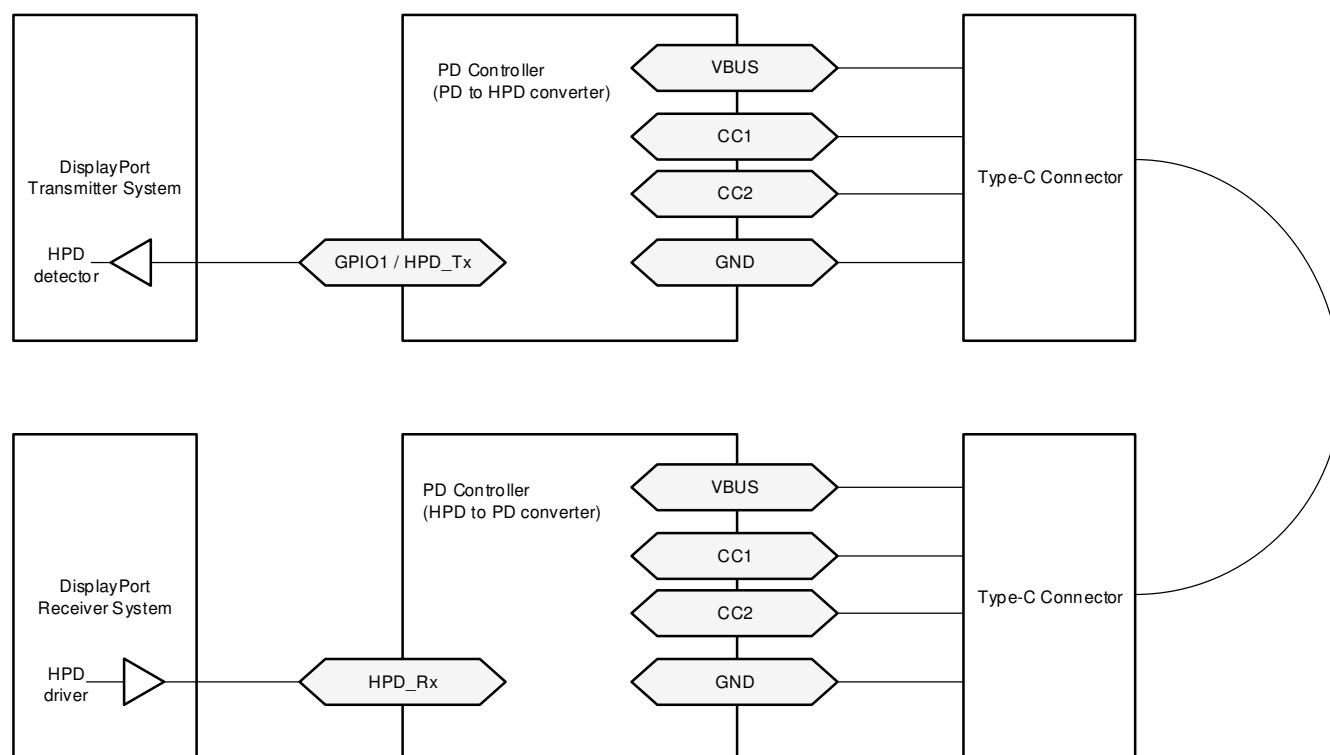 PD Controller
(PD to HPD converter)
VBUS
CC1
CC2
GND
DisplayPort
Transmitter System
HPD
detector
GPIO1 / HPD_Tx
Type-C Connector
PD Controller
(HPD to PD converter)
VBUS
CC1
CC2
GND
DisplayPort
Receiver System
HPD
driver
HPD_Rx
Type-C Connector